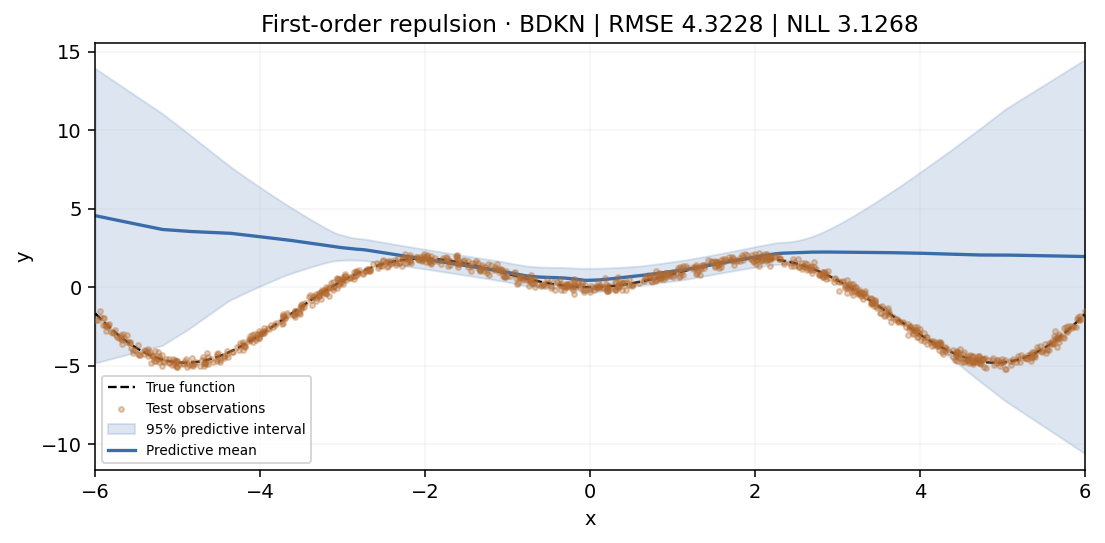 First-order repulsion · BDKN | RMSE 4.3228 | NLL 3.1268
15
10
5
0
−5
−10
y
True function
Test observations
95% predictive interval
Predictive mean
−6
−4
−2
0
2
4
6
x